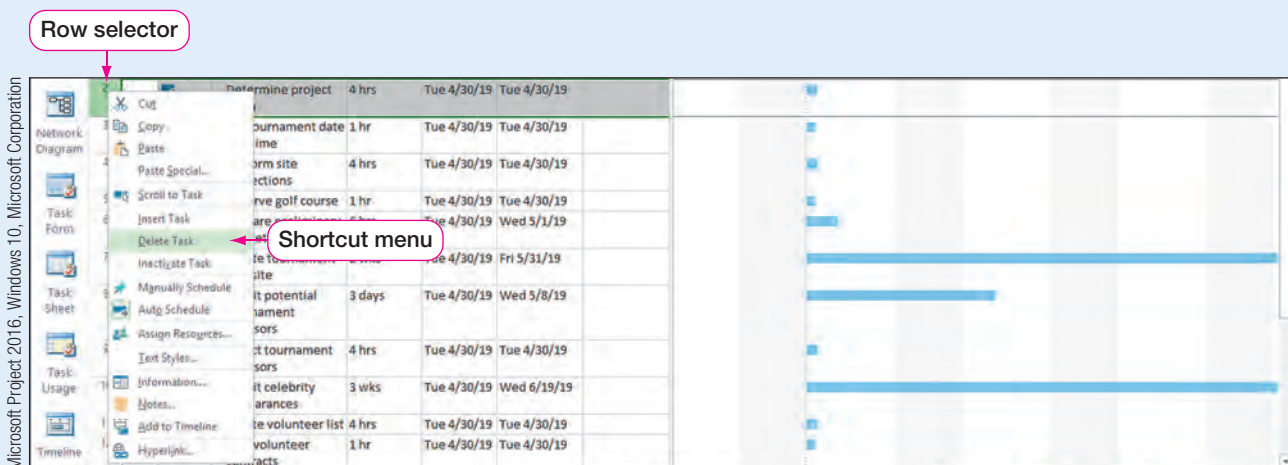 Row selector
Microsoft Project 2016, Windows 10, Microsoft Corporation
Network Diagram
Task Form
Task Sheet
Task Usage
Timeline
Cut
Copy
Paste
Paste Special...
Scroll to Task
Insert Task
Delete Task
Inactivate Task
Manually Schedule
Auto Schedule
Assign Resources...
Text Styles...
Information...
Notes...
Add to Timeline
Hyperlink...
Shortcut menu
2 Determine project 4 hrs Tue 4/30/19 Tue 4/30/19
3 ournament date 1 hr Tue 4/30/19 Tue 4/30/19
ime
orm site 4 hrs Tue 4/30/19 Tue 4/30/19
ections
rve golf course 1 hr Tue 4/30/19 Tue 4/30/19
4/30/19 Wed 5/1/19
4/30/19 Fri 5/31/19
site
it potential 3 days Tue 4/30/19 Wed 5/8/19
nament
sors
ct tournament 4 hrs Tue 4/30/19 Tue 4/30/19
sors
it celebrity 3 wks Tue 4/30/19 Wed 6/19/19
arances
te volunteer list 4 hrs Tue 4/30/19 Tue 4/30/19
volunteer 1 hr Tue 4/30/19 Tue 4/30/19